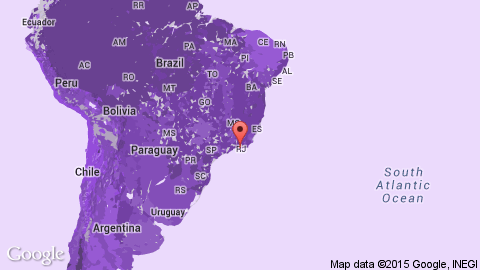 RR
AP
Ecuador
AM
PA
MA
CE
RN
PB
PI
AC
Brazil
AL
Peru
RO
TO
SE
MT
BA
Bolivia
GO
MS
ES
Paraguay
SP
RJ
PR
Chile
SC
South
Atlantic
Ocean
RS
Uruguay
Argentina
Google
Map data ©2015 Google, INEGI